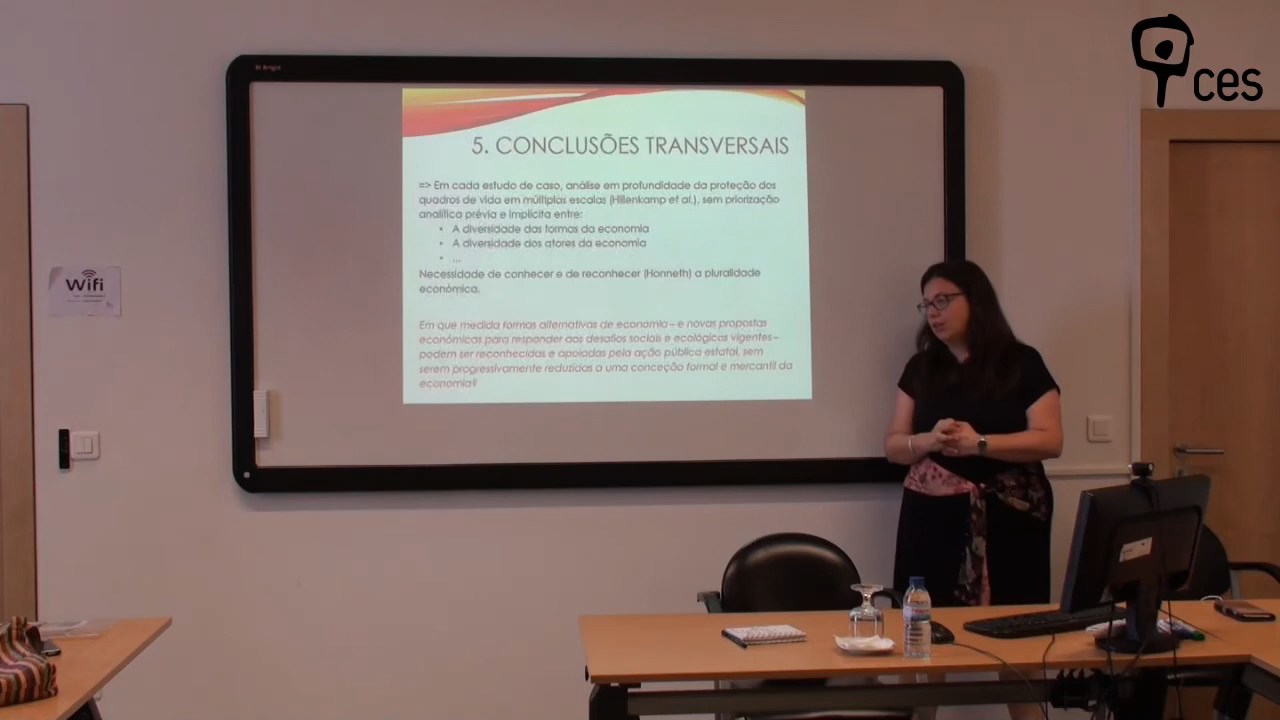 ces
5. CONCLUSÕES TRANSVERSAIS
=> Em cada estudo de caso, análise em profundidade da proteção dos
quadros de vida em múltiplas escalas (Hillenkamp et al.), sem priorização
analítica prévia e implícita entre:
• A diversidade das formas da economia
• A diversidade dos atores da economia
• ...
Necessidade de conhecer e de reconhecer (Honneth) a pluralidade
económica.
Em que medida formas alternativas de economia – e novas propostas
económicas para responder aos desafios sociais e ecológicos vigentes –
podem ser reconhecidas e apoiadas pela ação pública estatal, sem
serem progressivamente reduzidas a uma conceção formal e mercantil da
economia?
Wifi